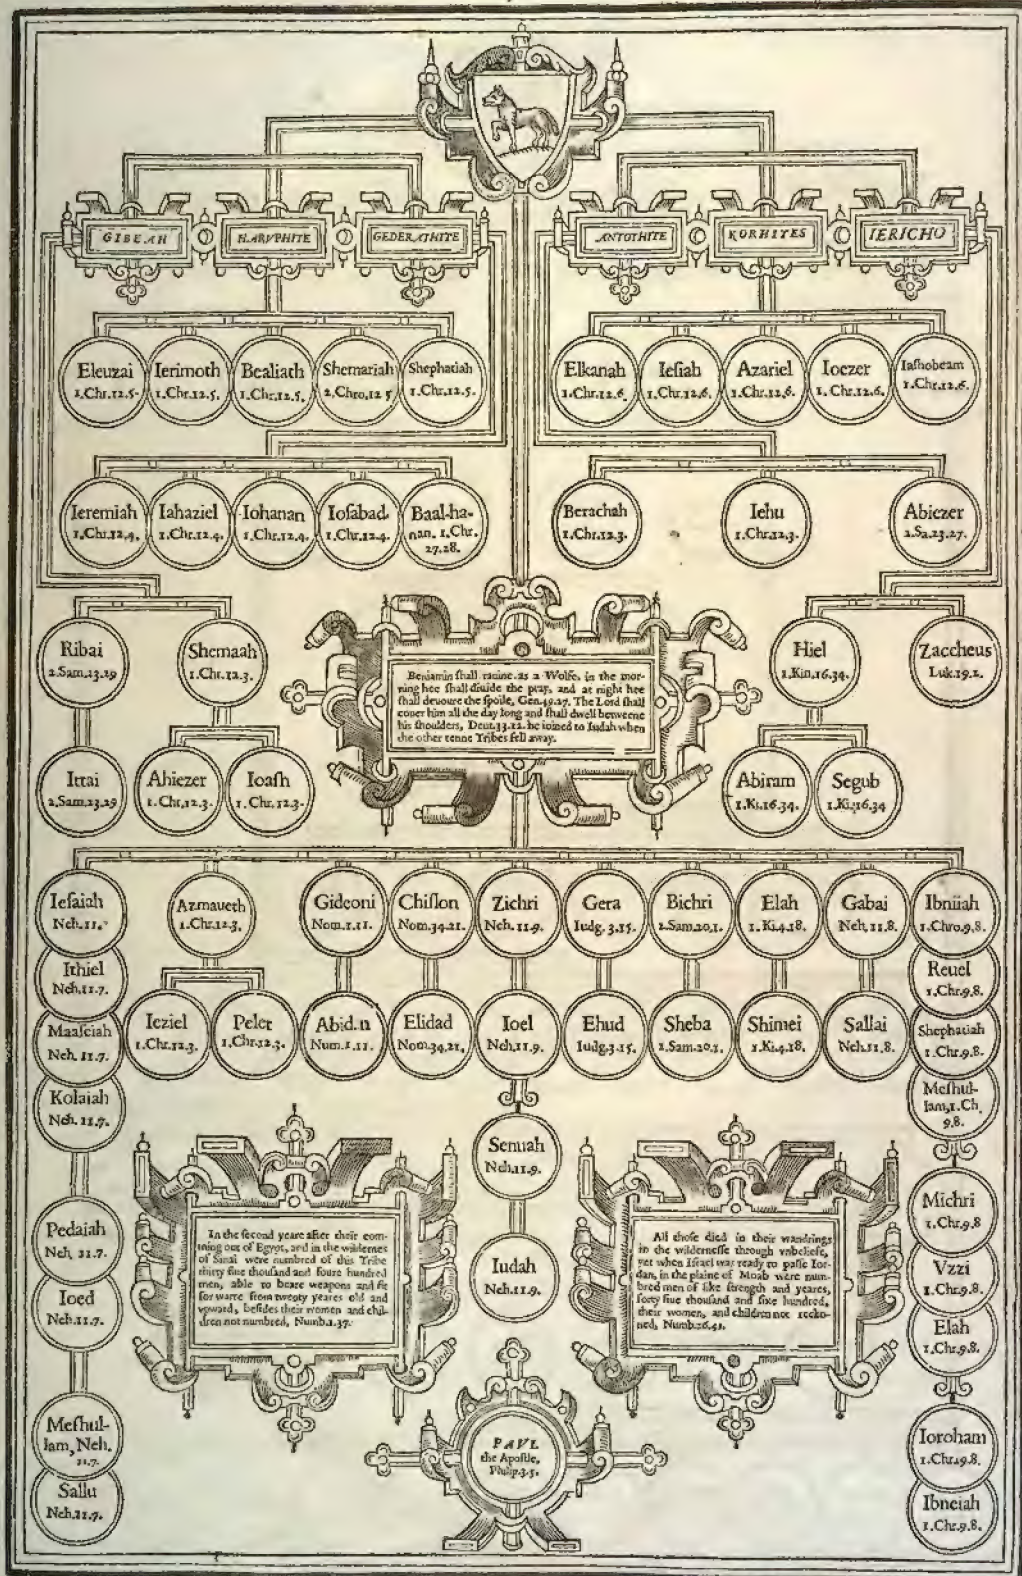 GIBEAH
HARVPHITE
GEDERATHITE
ANTOTHITE
KORHITES
IERICHO
Eleuzai
1.Chr.12.5.
Ierimoth
1.Chr.12.5.
Bealiath
1.Chr.12.5.
Shemariah
2.Chro.12 5
Shephatiah
1.Chr.12.5.
Elkanah
1.Chr.12.6.
Ieſiah
1.Chr.12.6.
Azariel
1.Chr.12.6.
Ioezer
1.Chr.12.6.
Iaſhobeam
1.Chr.12.6.
Ieremiah
1.Chr.12.4.
Iahaziel
1.Chr.12.4.
Iohanan
1.Chr.12.4.
Ioſabad.
1.Chr.12.4.
Baal-ha-
nan. 1.Chr.
27.28.
Berachah
1.Chr.12.3.
Iehu
1.Chr.12.3.
Abiezer
2.Sa.23.27.
Ribai
2.Sam.23.29
Shemaah
1.Chr.12.3.
Hiel
1.Kin.16.34.
Zaccheus
Luk.19.2.
Beniamin ſhall rauine as a Wolfe, in the mor-
ning hee ſhall diuide the pray, and at night hee
ſhall deuoure the ſpoile, Gen.49.27. The Lord ſhall
couer him all the day long and ſhall dwell betweene
his ſhoulders, Deut.33.12. he ioined to Iudah when
the other tenne Tribes fell away.
Ittai
2.Sam.23.29
Ahiezer
1.Chr.12.3.
Ioaſh
1.Chr.12.3.
Abiram
1.Ki.16.34.
Segub
1.Ki.16.34
Ieſaiah
Neh.11.
Azmaueth
1.Chr.12.3.
Gideoni
Nom.1.11.
Chiſlon
Nom.34.21.
Zichri
Neh.11.9.
Gera
Iudg.3.15.
Bichri
2.Sam.20.1.
Elah
1.Ki.4.18.
Gabai
Neh.11.8.
Ibniiah
1.Chro.9.8.
Ithiel
Neh.11.7.
Reuel
1.Chr.9.8.
Maaſeiah
Neh.11.7.
Ieziel
1.Chr.12.3.
Pelet
1.Chr.12.3.
Abid.n
Num.1.11.
Elidad
Nom.34.21.
Ioel
Neh.11.9.
Ehud
Iudg.3.15.
Sheba
2.Sam.20.1.
Shimei
1.Ki.4.18.
Sallai
Neh.11.8.
Shephatiah
1.Chr.9.8.
Kolaiah
Neh.11.7.
Meſhul-
lam,1.Ch.
9.8.
Senuah
Neh.11.9.
Pedaiah
Neh.11.7.
Michri
1.Chr.9.8
In the ſecond yeare after their com-
ming out of Egypt, and in the wildernes
of Sinai were numbred of this Tribe
thirty fiue thouſand and foure hundred
men, able to beare weapons and fit
for warre from twenty yeares old and
vpward, beſides their women and chil-
dren not numbred, Numb.1.37.
Iudah
Neh.11.9.
All thoſe died in their wandrings
in the wilderneſſe through vnbeliefe,
yet when Iſrael was ready to paſſe Ior-
dan, in the plaine of Moab were num-
bred men of like ſtrength and yeares,
forty fiue thouſand and ſixe hundred,
their women, and children not recko-
ned, Numb.26.41.
Ioed
Neh.11.7.
Vzzi
1.Chr.9.8.
Elah
1.Chr.9.8.
Meſhul-
lam, Neh.
11.7.
PAVL
the Apoſtle,
Philip.3.5.
Ioroham
1.Chr.9.8.
Sallu
Neh.11.7.
Ibneiah
1.Chr.9.8.